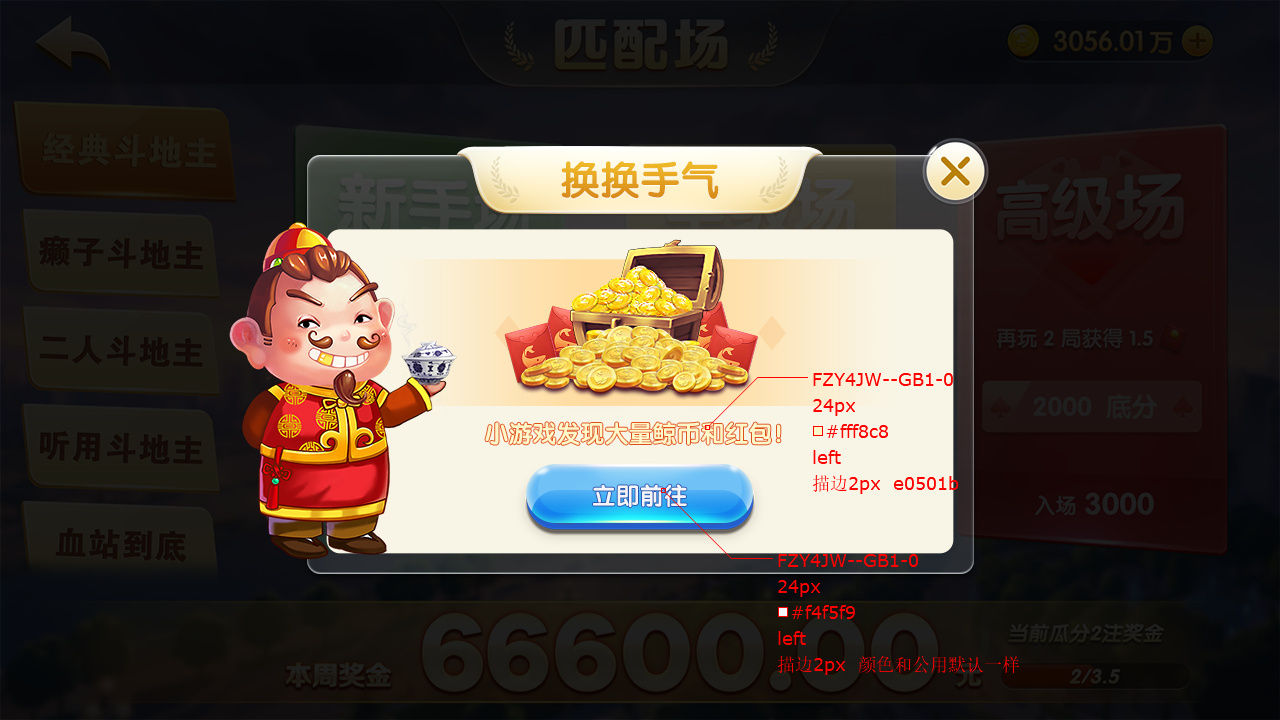 匹配场
3056.01万
经典斗地主
癞子斗地主
二人斗地主
听用斗地主
血站到底
新手场
高级场
再玩 2 局获得 1.5
2000 底分
入场 3000
换换手气
小游戏发现大量鲸币和红包!
立即前往
FZY4JW--GB1-0
24px
#fff8c8
left
描边2px e0501b
FZY4JW--GB1-0
24px
#f4f5f9
left
描边2px 颜色和公用默认一样
本周奖金
66600.00
元
当前瓜分2注奖金
2/3.5